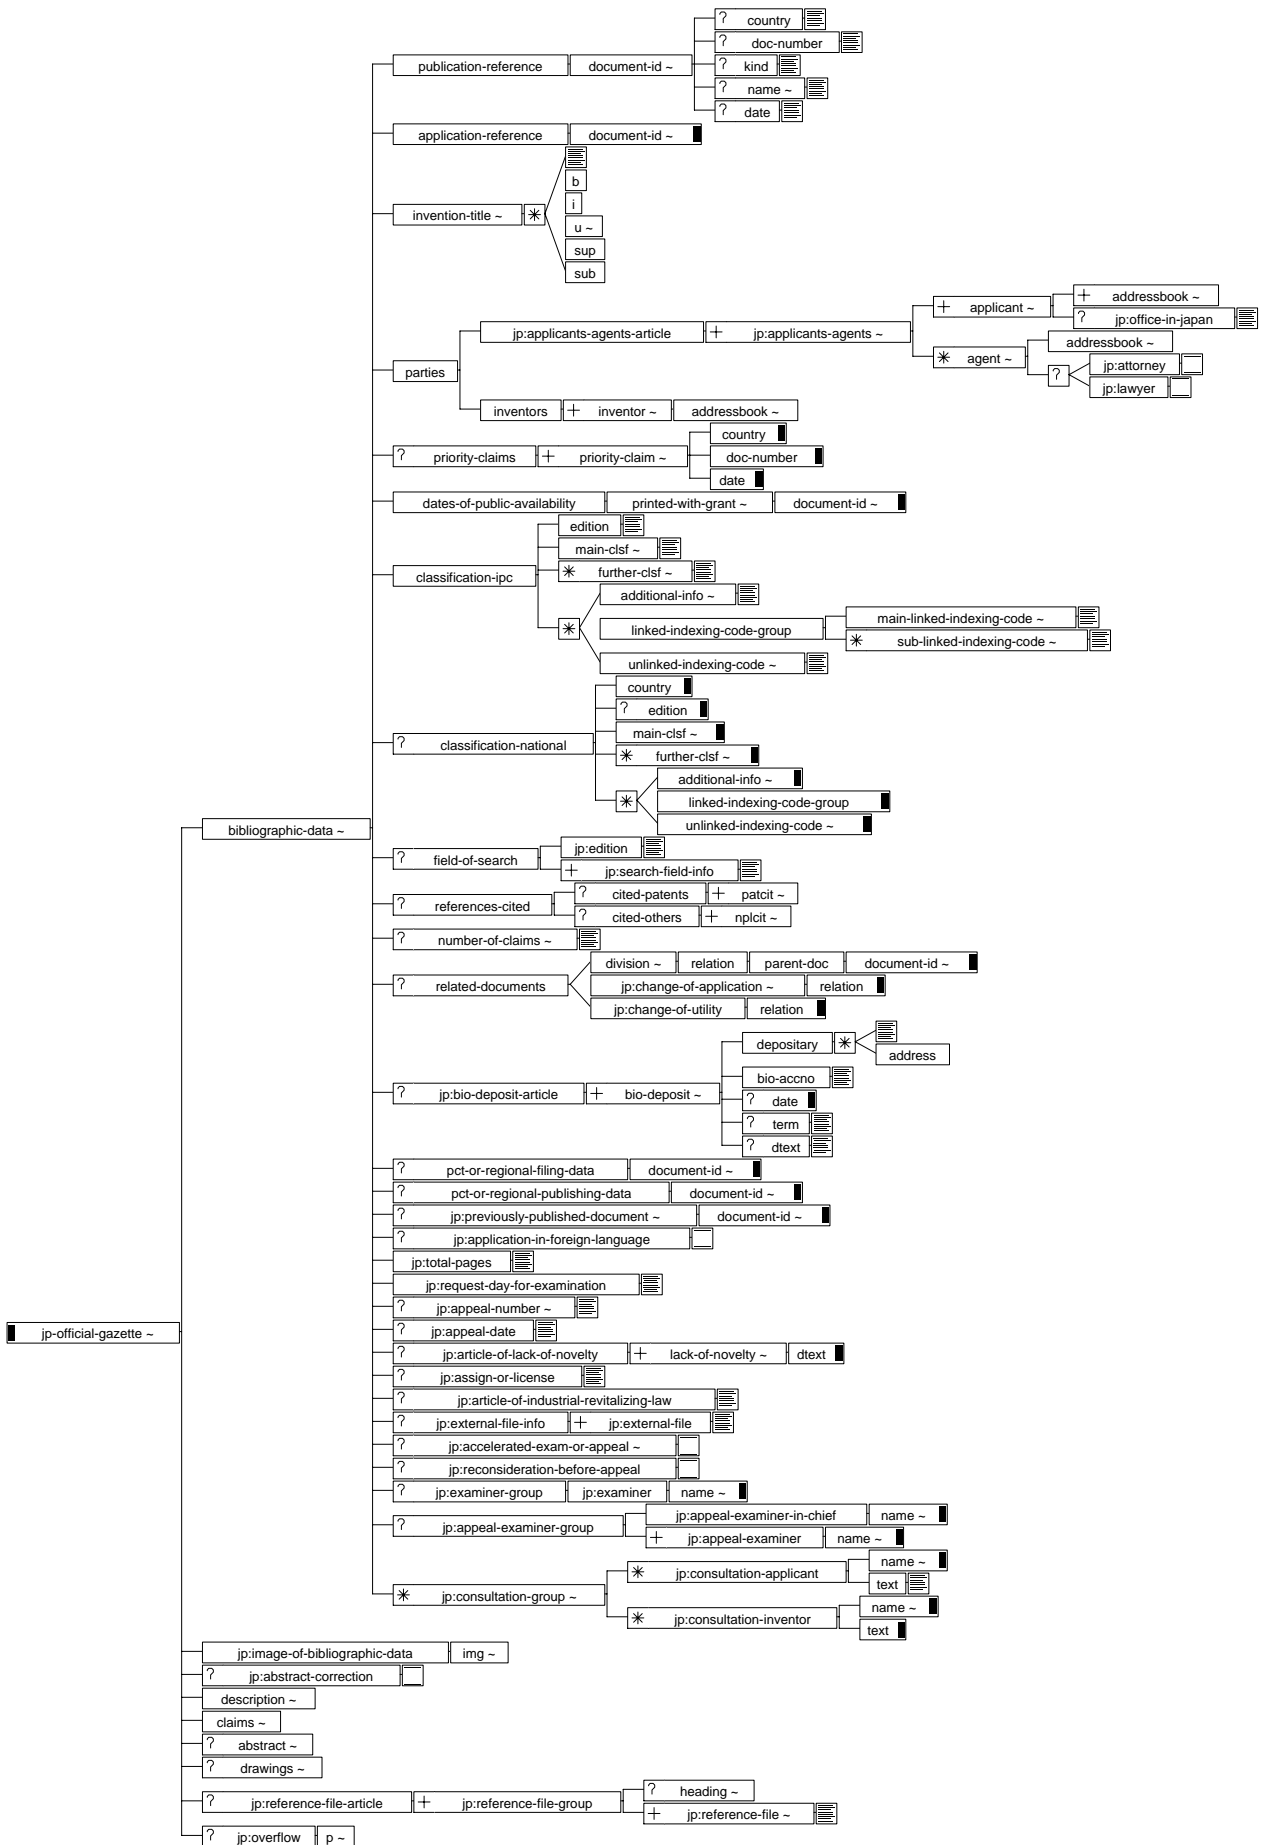 ? country
? doc-number
publication-reference document-id ~ ? kind
? name ~
? date
application-reference document-id ~
b
i
invention-title ~ *
u ~
sup
sub
+ applicant ~ + addressbook ~
? jp:office-in-japan
jp:applicants-agents-article + jp:applicants-agents ~
* agent ~ addressbook ~
parties ? jp:attorney
jp:lawyer
inventors + inventor ~ addressbook ~
country
? priority-claims + priority-claim ~ doc-number
date
dates-of-public-availability printed-with-grant ~ document-id ~
edition
main-clsf ~
classification-ipc * further-clsf ~
additional-info ~
* linked-indexing-code-group main-linked-indexing-code ~
* sub-linked-indexing-code ~
unlinked-indexing-code ~
country
? edition
main-clsf ~
? classification-national * further-clsf ~
additional-info ~
* linked-indexing-code-group
unlinked-indexing-code ~
bibliographic-data ~
? field-of-search jp:edition
+ jp:search-field-info
? references-cited ? cited-patents + patcit ~
? cited-others + nplcit ~
? number-of-claims ~
division ~ relation parent-doc document-id ~
? related-documents jp:change-of-application ~ relation
jp:change-of-utility relation
depositary * address
bio-accno
? jp:bio-deposit-article + bio-deposit ~ ? date
? term
? dtext
? pct-or-regional-filing-data document-id ~
? pct-or-regional-publishing-data document-id ~
? jp:previously-published-document ~ document-id ~
? jp:application-in-foreign-language
jp:total-pages
jp:request-day-for-examination
? jp:appeal-number ~
jp-official-gazette ~
? jp:appeal-date
? jp:article-of-lack-of-novelty + lack-of-novelty ~ dtext
? jp:assign-or-license
? jp:article-of-industrial-revitalizing-law
? jp:external-file-info + jp:external-file
? jp:accelerated-exam-or-appeal ~
? jp:reconsideration-before-appeal
? jp:examiner-group jp:examiner name ~
? jp:appeal-examiner-group jp:appeal-examiner-in-chief name ~
+ jp:appeal-examiner name ~
* jp:consultation-group ~ * jp:consultation-applicant name ~
text
* jp:consultation-inventor name ~
text
jp:image-of-bibliographic-data img ~
? jp:abstract-correction
description ~
claims ~
? abstract ~
? drawings ~
? jp:reference-file-article + jp:reference-file-group ? heading ~
+ jp:reference-file ~
? jp:overflow p ~